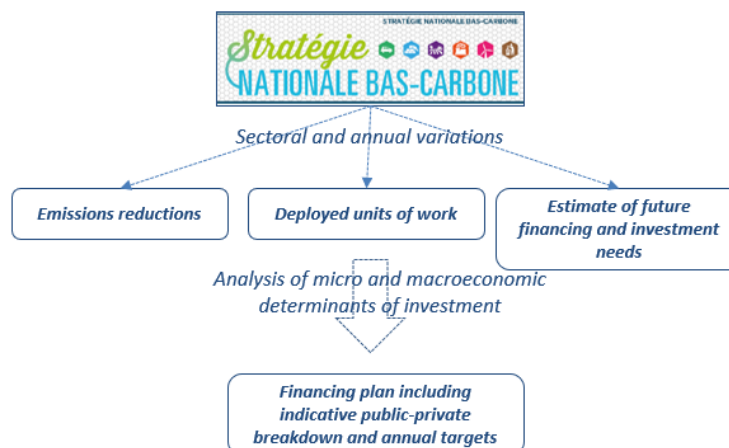 STRATÉGIE NATIONALE BAS-CARBONE
Stratégie
NATIONALE BAS-CARBONE
Sectoral and annual variations
Emissions reductions
Deployed units of work
Estimate of future
financing and investment
needs
Analysis of micro and macroeconomic
determinants of investment
Financing plan including
indicative public-private
breakdown and annual targets